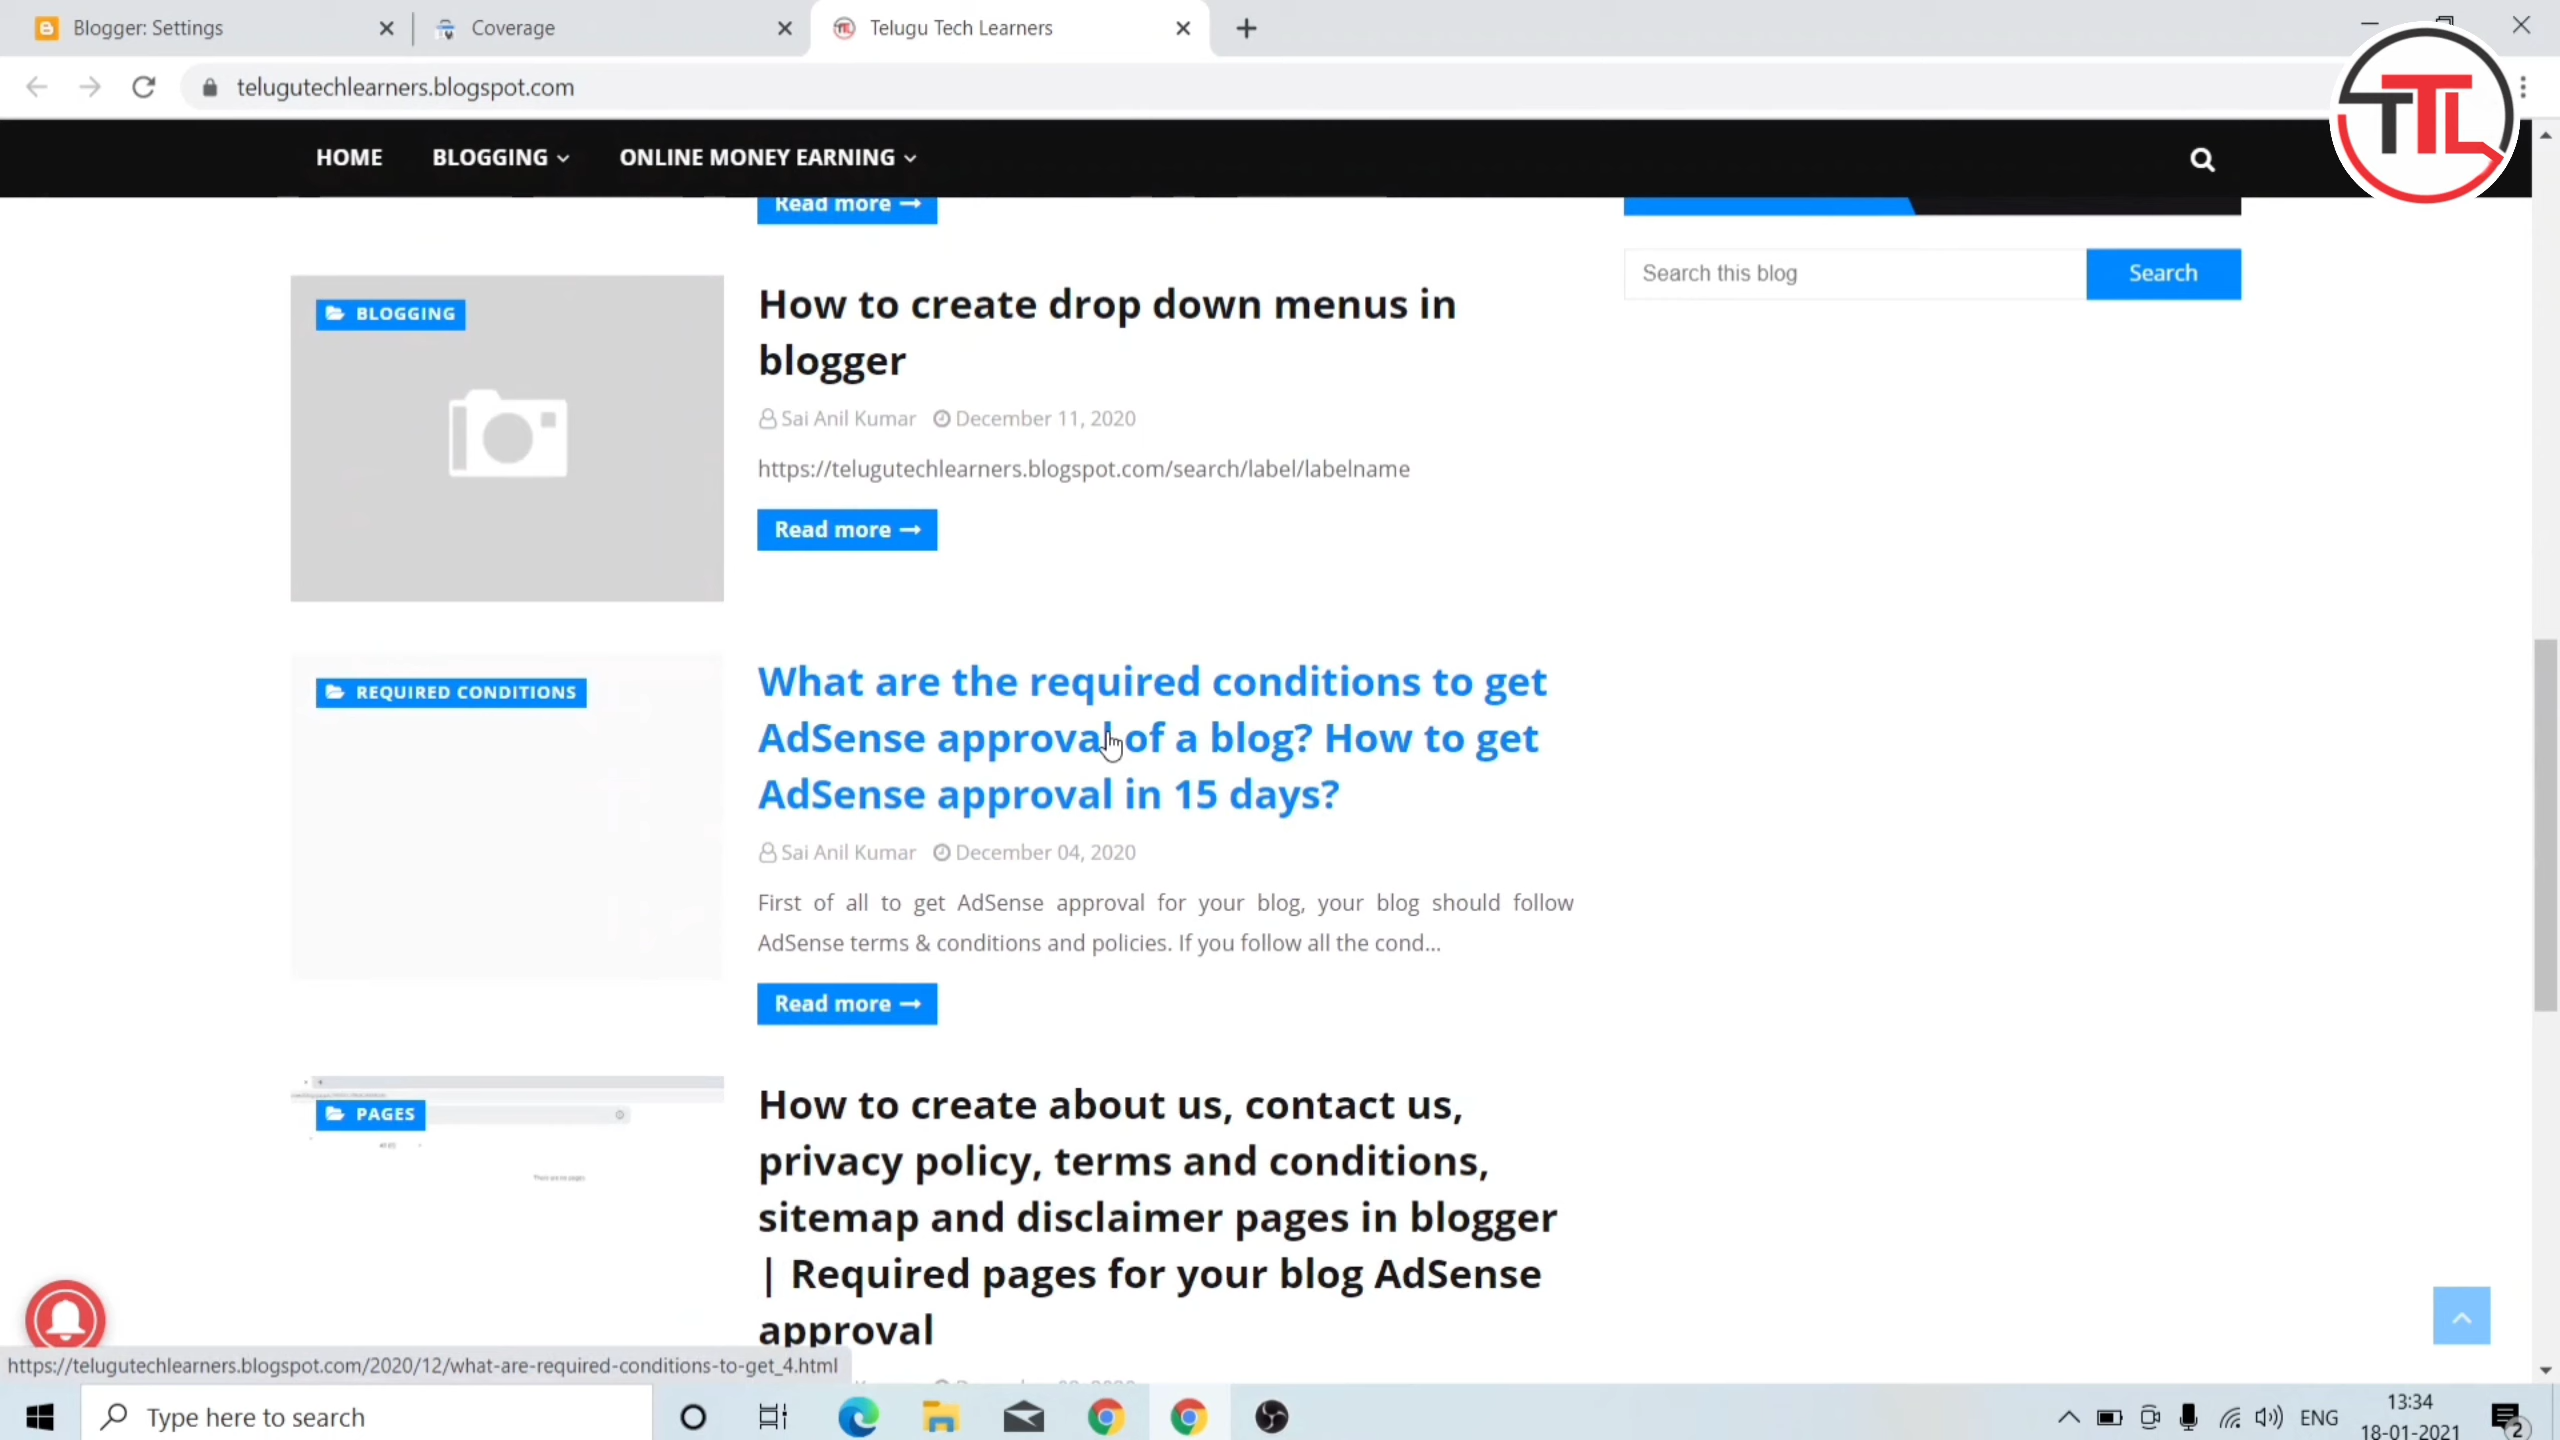 Blogger: Settings
Coverage
Telugu Tech Learners
telugutechlearners.blogspot.com
TTL
HOME
BLOGGING
ONLINE MONEY EARNING
Read more →
Search this blog
Search
BLOGGING
How to create drop down menus in
blogger
Sai Anil Kumar December 11, 2020
https://telugutechlearners.blogspot.com/search/label/labelname
Read more →
REQUIRED CONDITIONS
What are the required conditions to get
AdSense approval of a blog? How to get
AdSense approval in 15 days?
Sai Anil Kumar December 04, 2020
First of all to get AdSense approval for your blog, your blog should follow
AdSense terms & conditions and policies. If you follow all the cond...
Read more →
PAGES
There are no pages
How to create about us, contact us,
privacy policy, terms and conditions,
sitemap and disclaimer pages in blogger
| Required pages for your blog AdSense
approval
https://telugutechlearners.blogspot.com/2020/12/what-are-required-conditions-to-get_4.html
Type here to search
ENG
13:34
18-01-2021
2